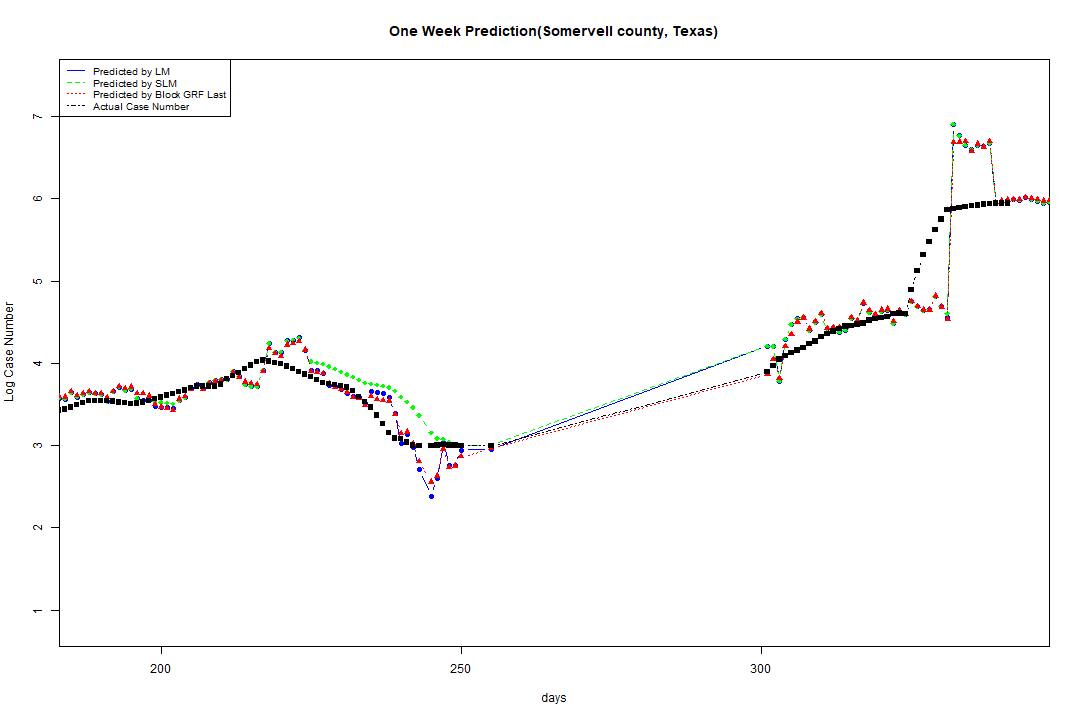 One Week Prediction(Somervell county, Texas)
Predicted by LM
Predicted by SLM
Predicted by Block GRF Last
Actual Case Number
7
6
5
4
3
2
1
Log Case Number
200 250 300
days